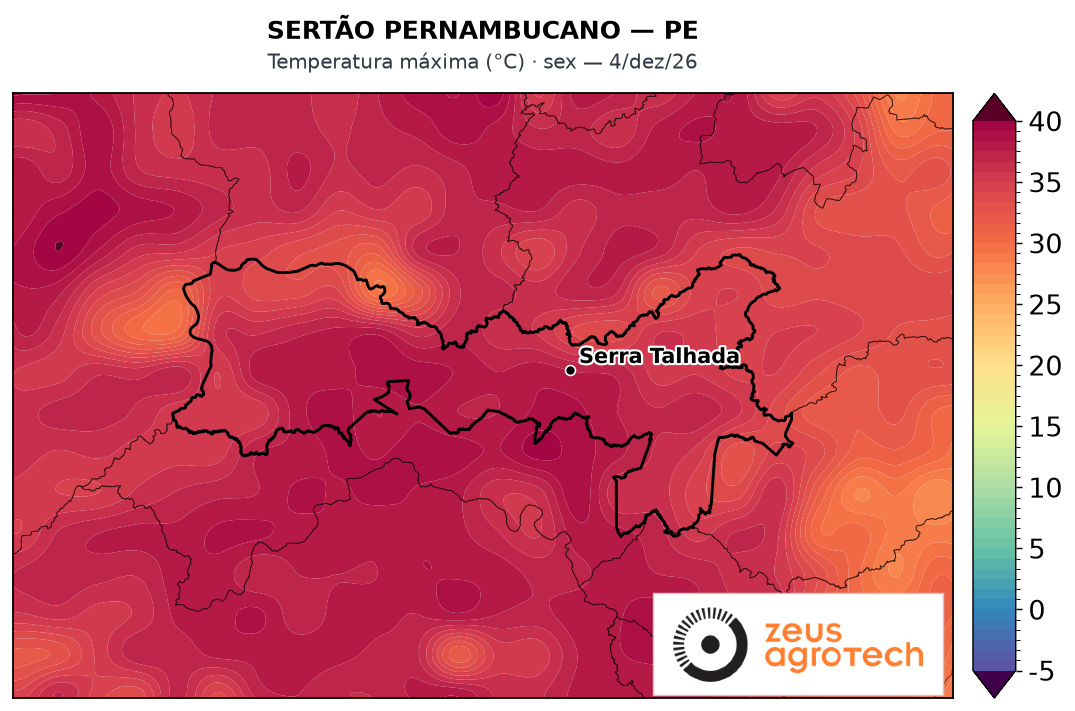 SERTÃO PERNAMBUCANO — PE
Temperatura máxima (°C) · sex — 4/dez/26
40
35
30
25
20
15
10
5
0
-5
Serra Talhada
zeus
agrotech